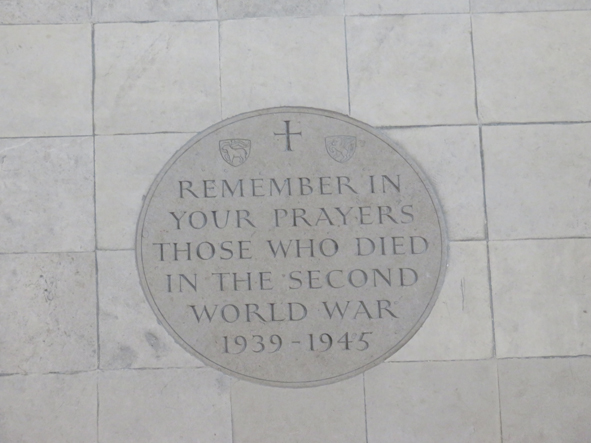 REMEMBER IN
YOUR PRAYERS
THOSE WHO DIED
IN THE SECOND
WORLD WAR
1939-1945